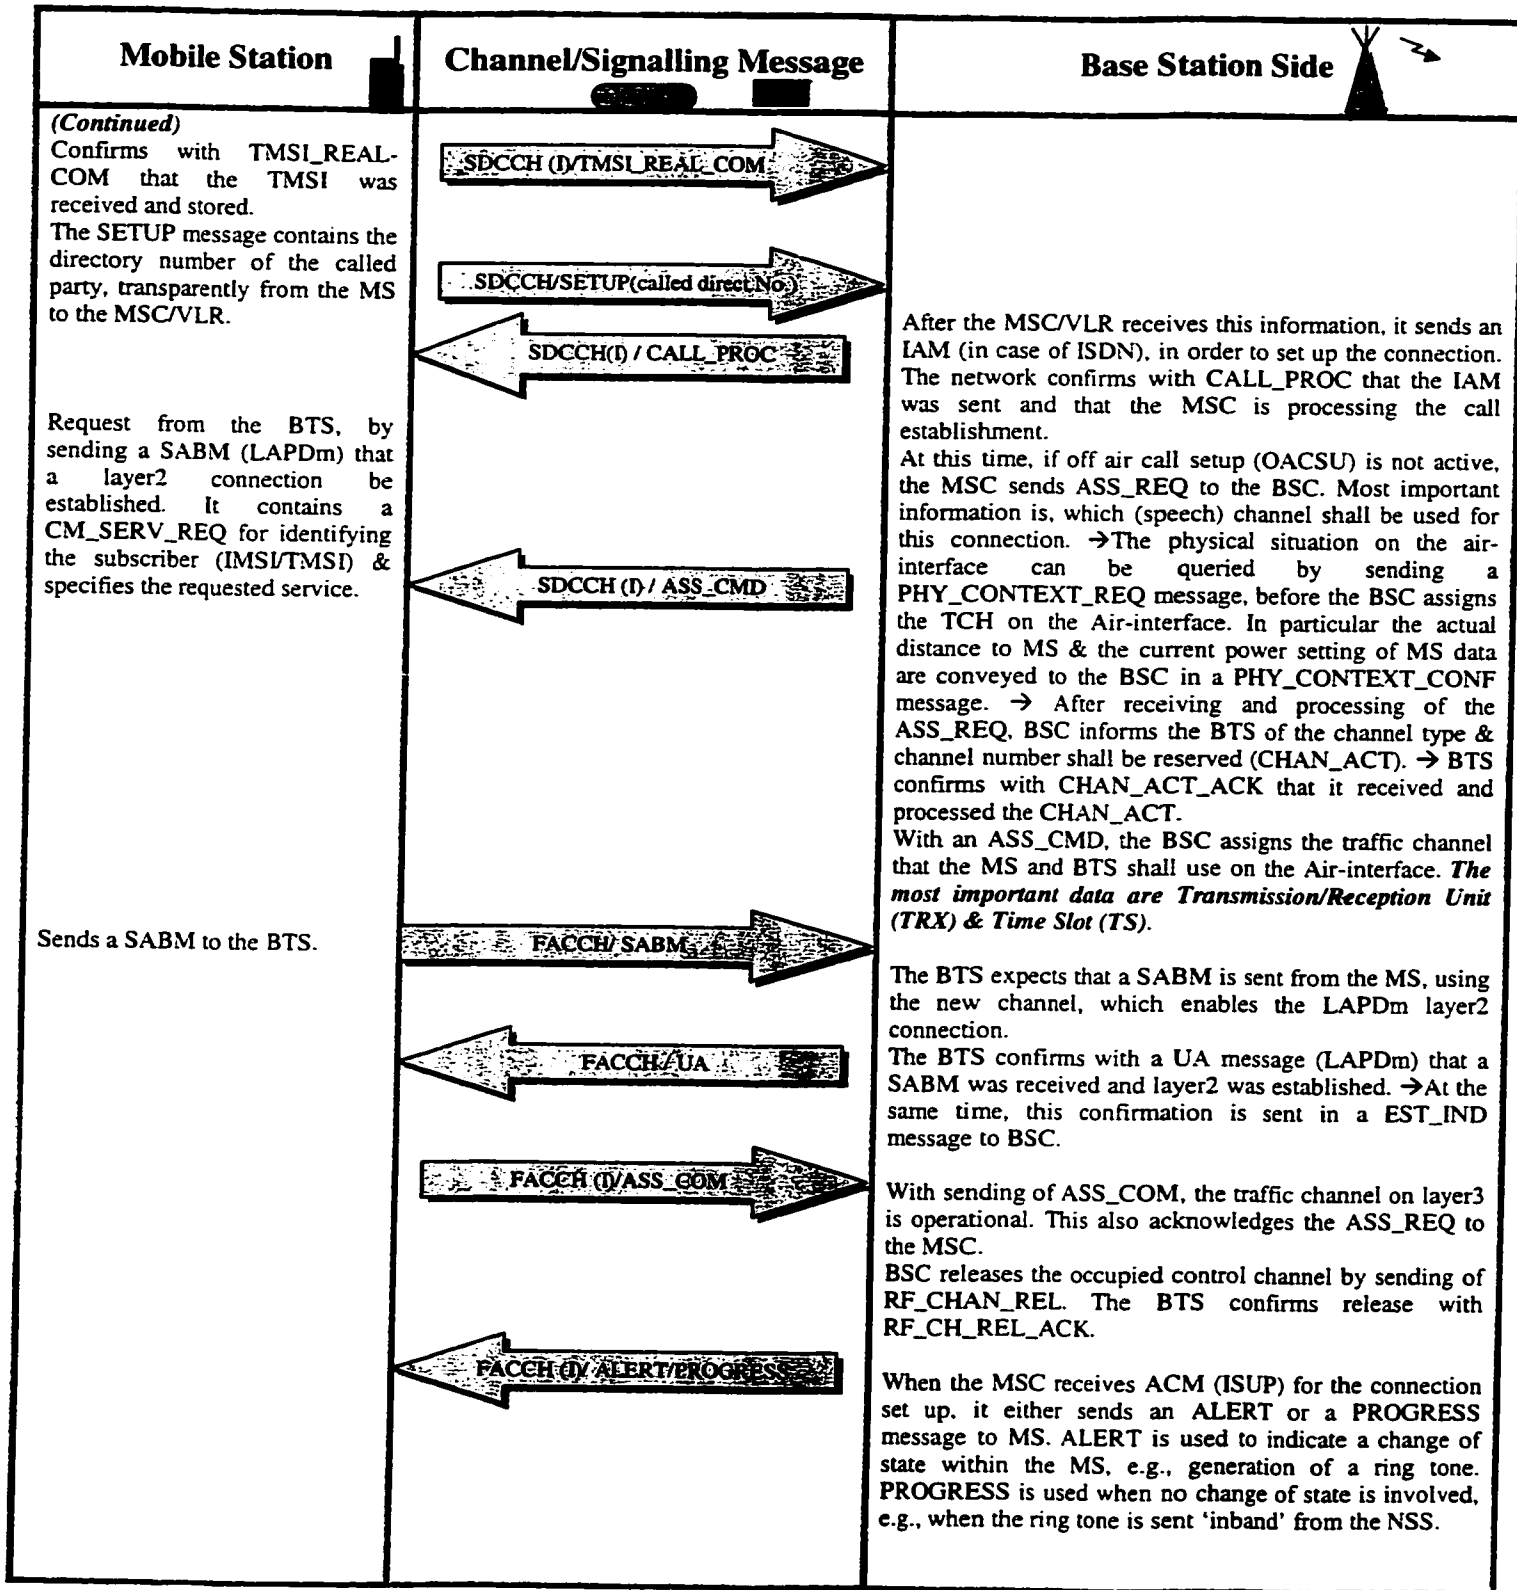 Mobile Station
Channel/Signalling Message
Base Station Side
(Continued)
Confirms with TMSI_REAL-
COM that the TMSI was
received and stored.
The SETUP message contains the
directory number of the called
party, transparently from the MS
to the MSC/VLR.
SDCCH (I)/TMSI_REAL_COM
SDCCH/SETUP(called direct.No.)
SDCCH(I) / CALL_PROC
After the MSC/VLR receives this information, it sends an
IAM (in case of ISDN), in order to set up the connection.
The network confirms with CALL_PROC that the IAM
was sent and that the MSC is processing the call
establishment.
Request from the BTS, by
sending a SABM (LAPDm) that
a layer2 connection be
established. It contains a
CM_SERV_REQ for identifying
the subscriber (IMSI/TMSI) &
specifies the requested service.
SDCCH (I) / ASS_CMD
At this time, if off air call setup (OACSU) is not active,
the MSC sends ASS_REQ to the BSC. Most important
information is, which (speech) channel shall be used for
this connection. →The physical situation on the air-
interface can be queried by sending a
PHY_CONTEXT_REQ message, before the BSC assigns
the TCH on the Air-interface. In particular the actual
distance to MS & the current power setting of MS data
are conveyed to the BSC in a PHY_CONTEXT_CONF
message. → After receiving and processing of the
ASS_REQ, BSC informs the BTS of the channel type &
channel number shall be reserved (CHAN_ACT). → BTS
confirms with CHAN_ACT_ACK that it received and
processed the CHAN_ACT.
With an ASS_CMD, the BSC assigns the traffic channel
that the MS and BTS shall use on the Air-interface. The
most important data are Transmission/Reception Unit
(TRX) & Time Slot (TS).
Sends a SABM to the BTS.
FACCH/ SABM
The BTS expects that a SABM is sent from the MS, using
the new channel, which enables the LAPDm layer2
connection.
FACCH / UA
The BTS confirms with a UA message (LAPDm) that a
SABM was received and layer2 was established. →At the
same time, this confirmation is sent in a EST_IND
message to BSC.
FACCH (I)/ASS_COM
With sending of ASS_COM, the traffic channel on layer3
is operational. This also acknowledges the ASS_REQ to
the MSC.
BSC releases the occupied control channel by sending of
RF_CHAN_REL. The BTS confirms release with
RF_CH_REL_ACK.
FACCH (I)/ ALERT/PROGRESS
When the MSC receives ACM (ISUP) for the connection
set up, it either sends an ALERT or a PROGRESS
message to MS. ALERT is used to indicate a change of
state within the MS, e.g., generation of a ring tone.
PROGRESS is used when no change of state is involved,
e.g., when the ring tone is sent ‘inband’ from the NSS.